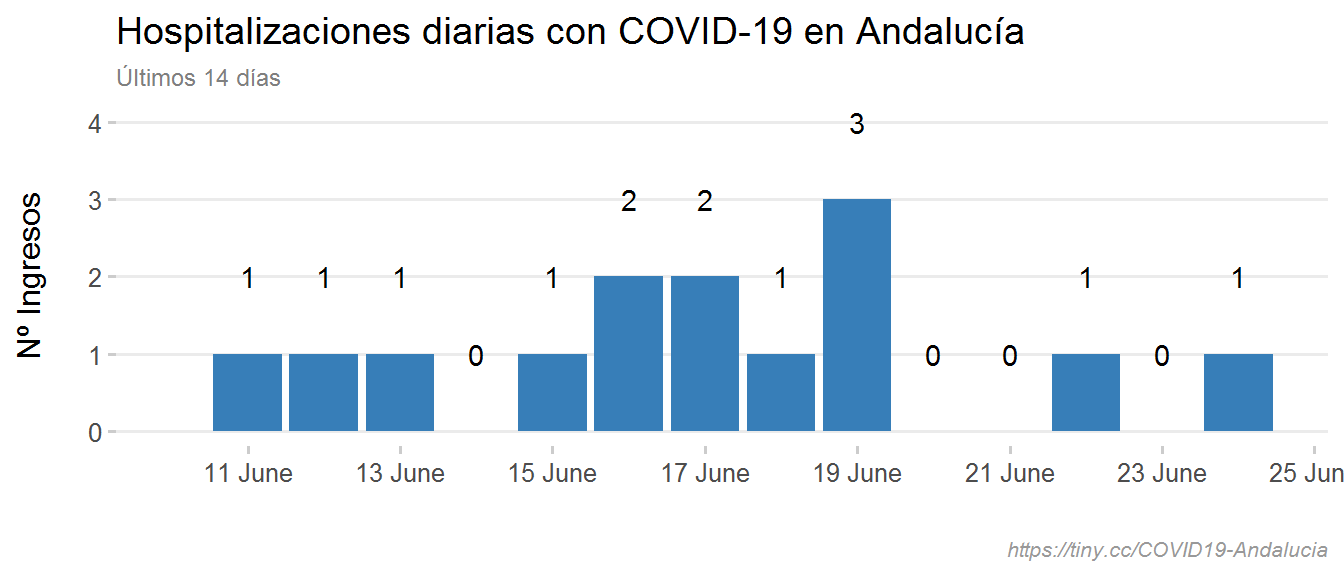 Hospitalizaciones diarias con COVID-19 en Andalucía
Últimos 14 días
Nº Ingresos
4
3
2
1
0
1 1 1 0 1 2 2 1 3 0 0 1 0 1
11 June 13 June 15 June 17 June 19 June 21 June 23 June 25 Jun
https://tiny.cc/COVID19-Andalucia